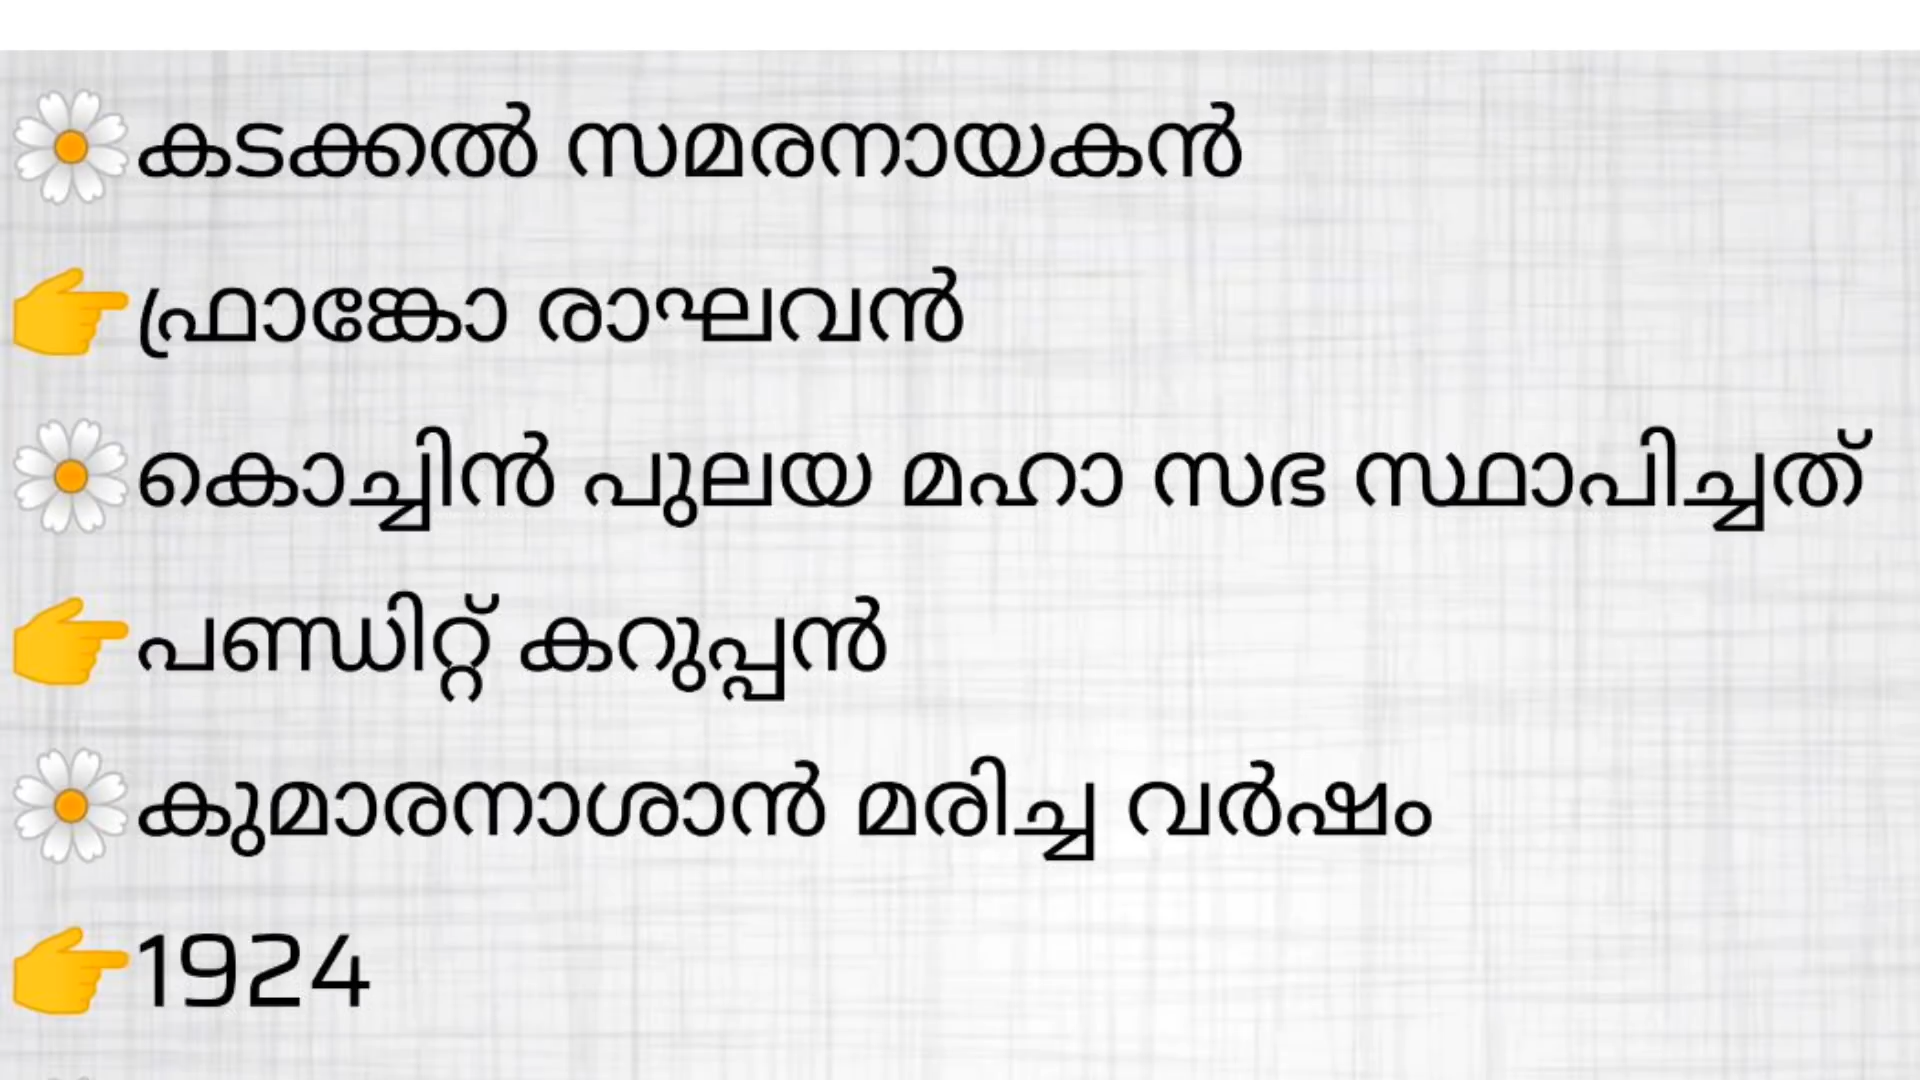 🌼കടക്കൽ സമരനായകൻ
👉ഫ്രാങ്കോ രാഘവൻ
🌼കൊച്ചിൻ പുലയ മഹാ സഭ സ്ഥാപിച്ചത്
👉പണ്ഡിറ്റ് കറുപ്പൻ
🌼കുമാരനാശാൻ മരിച്ച വർഷം
👉1924